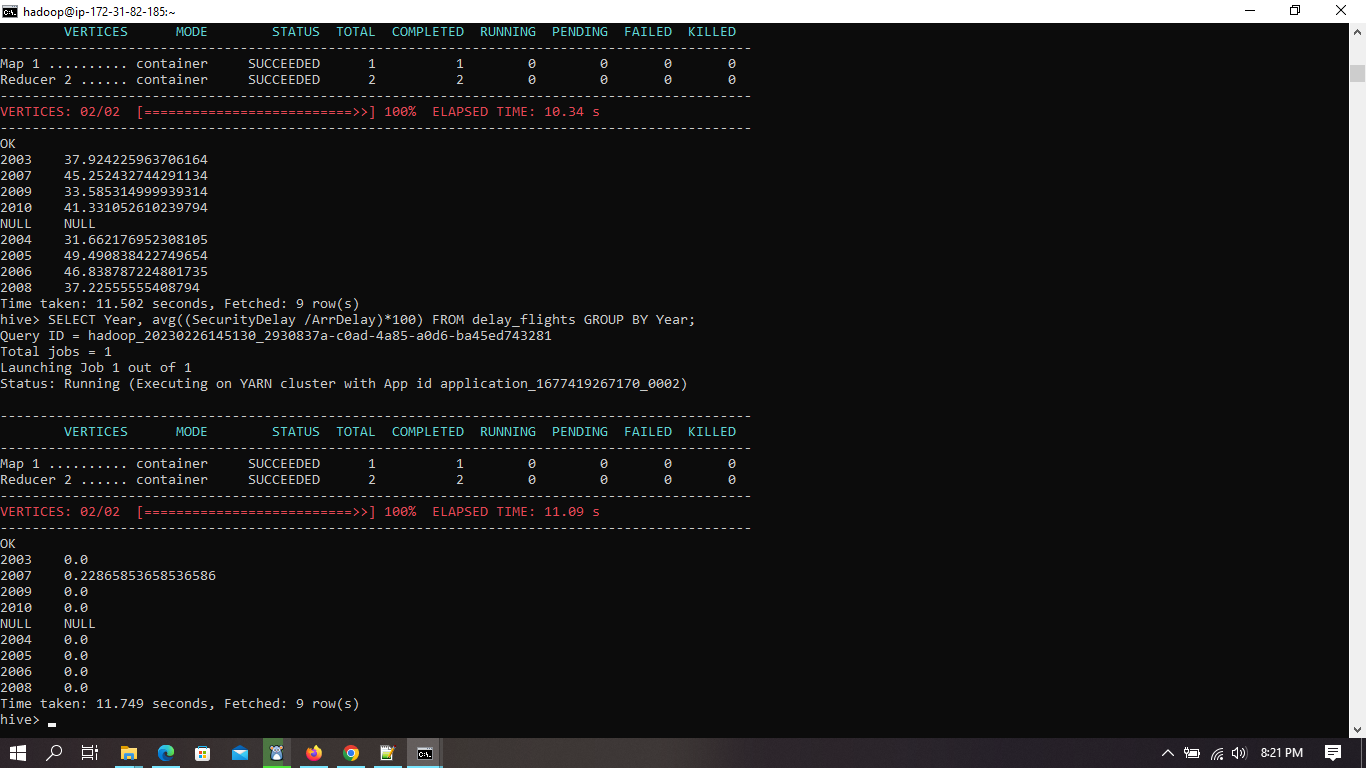 hadoop@ip-172-31-82-185:~
        VERTICES      MODE        STATUS  TOTAL  COMPLETED  RUNNING  PENDING  FAILED  KILLED
----------------------------------------------------------------------------------------------
Map 1 .......... container     SUCCEEDED      1          1        0        0       0       0
Reducer 2 ...... container     SUCCEEDED      2          2        0        0       0       0
----------------------------------------------------------------------------------------------
VERTICES: 02/02  [==========================>>] 100%  ELAPSED TIME: 10.34 s
----------------------------------------------------------------------------------------------
OK
2003    37.924225963706164
2007    45.252432744291134
2009    33.585314999939314
2010    41.331052610239794
NULL    NULL
2004    31.662176952308105
2005    49.490838422749654
2006    46.838787224801735
2008    37.22555555408794
Time taken: 11.502 seconds, Fetched: 9 row(s)
hive> SELECT Year, avg((SecurityDelay /ArrDelay)*100) FROM delay_flights GROUP BY Year;
Query ID = hadoop_20230226145130_2930837a-c0ad-4a85-a0d6-ba45ed743281
Total jobs = 1
Launching Job 1 out of 1
Status: Running (Executing on YARN cluster with App id application_1677419267170_0002)
----------------------------------------------------------------------------------------------
        VERTICES      MODE        STATUS  TOTAL  COMPLETED  RUNNING  PENDING  FAILED  KILLED
----------------------------------------------------------------------------------------------
Map 1 .......... container     SUCCEEDED      1          1        0        0       0       0
Reducer 2 ...... container     SUCCEEDED      2          2        0        0       0       0
----------------------------------------------------------------------------------------------
VERTICES: 02/02  [==========================>>] 100%  ELAPSED TIME: 11.09 s
----------------------------------------------------------------------------------------------
OK
2003    0.0
2007    0.22865853658536586
2009    0.0
2010    0.0
NULL    NULL
2004    0.0
2005    0.0
2006    0.0
2008    0.0
Time taken: 11.749 seconds, Fetched: 9 row(s)
hive>
8:21 PM